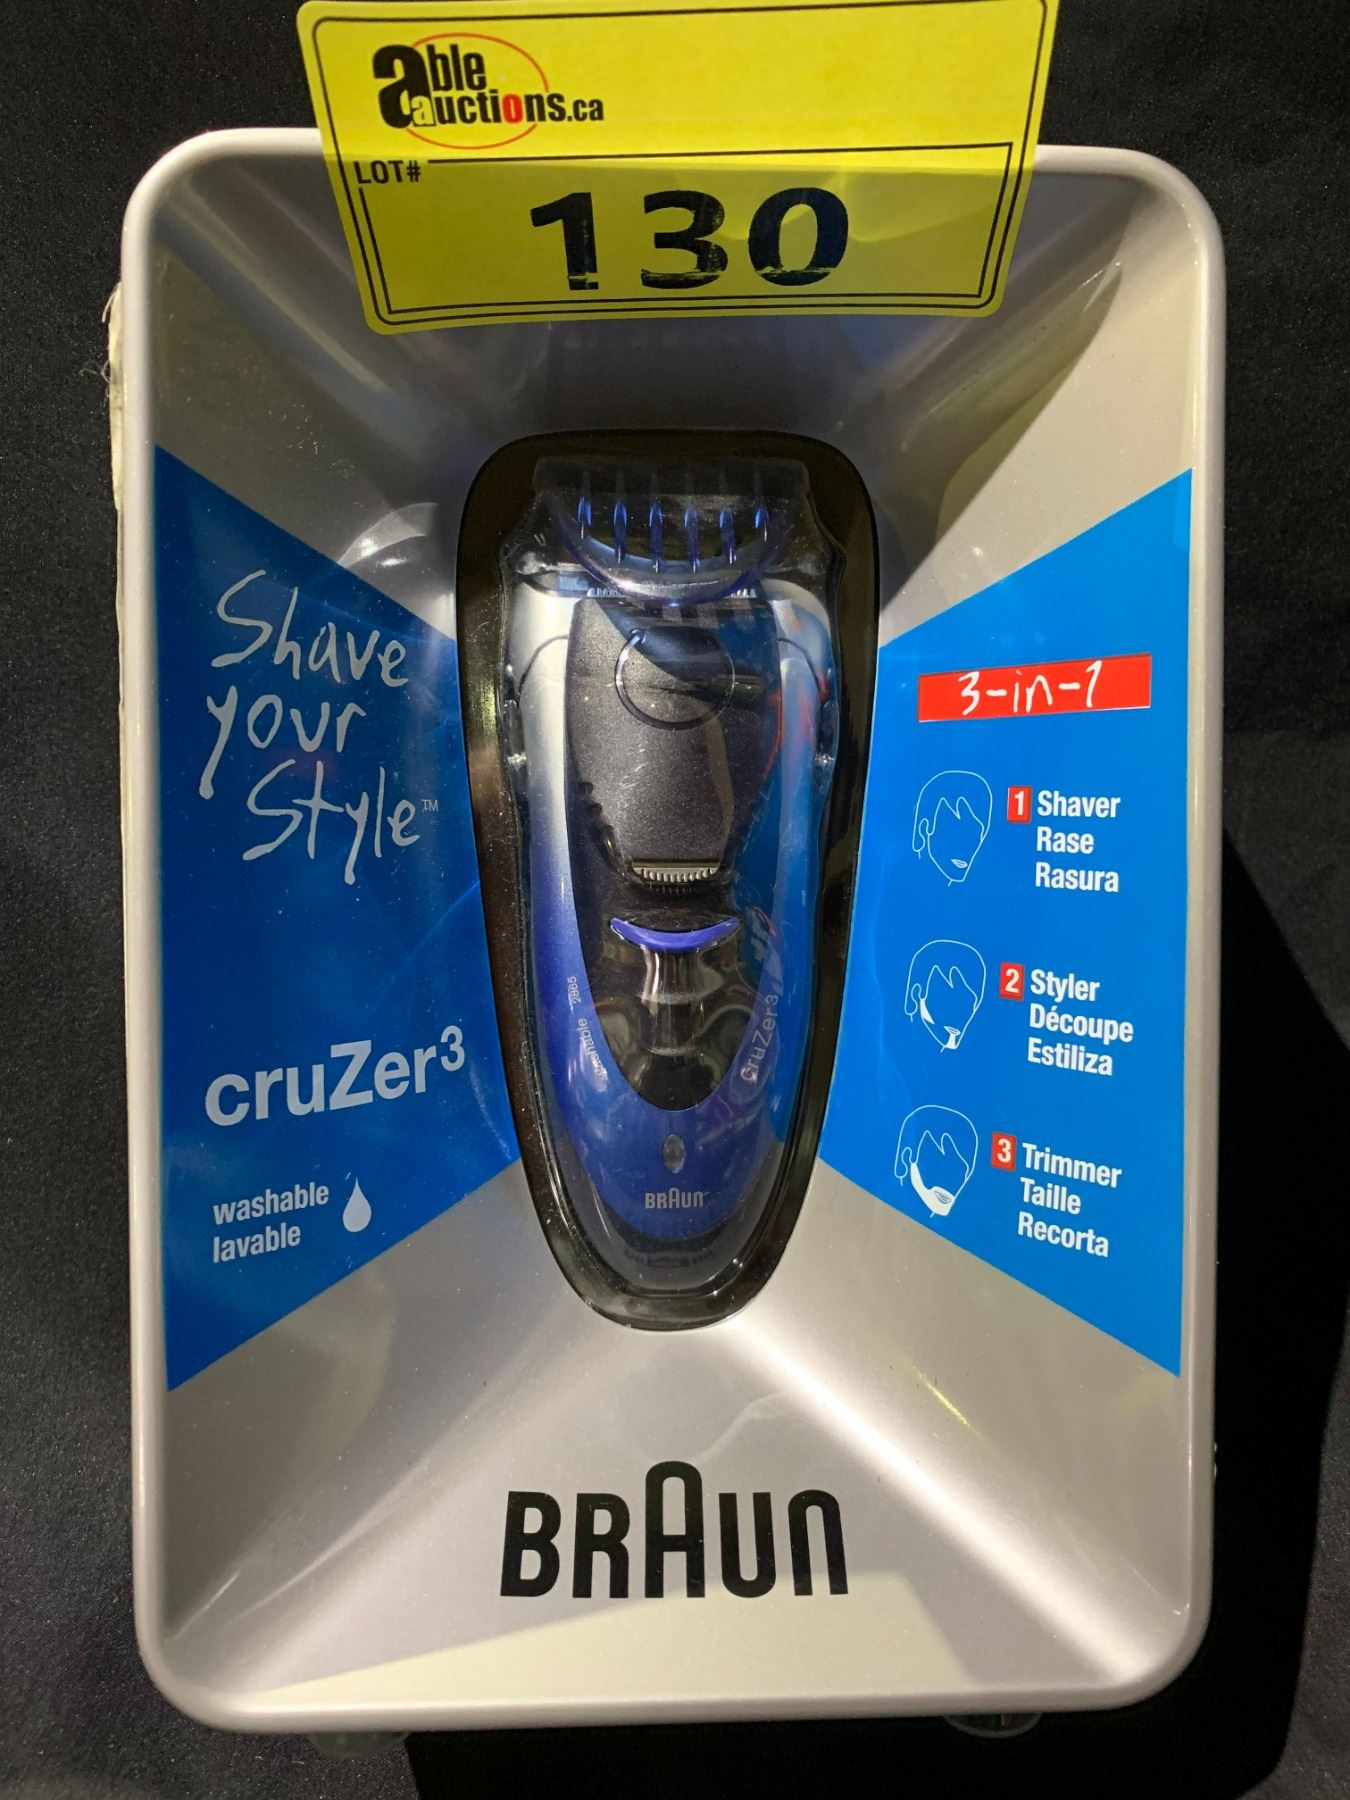 able
auctions.ca
LOT#
130
Shave
your
Style™
cruZer³
washable
lavable
3-in-1
1 Shaver
Rase
Rasura
2 Styler
Découpe
Estiliza
3 Trimmer
Taille
Recorta
washable 2865
cruZer³
BRAUN
BRAUN